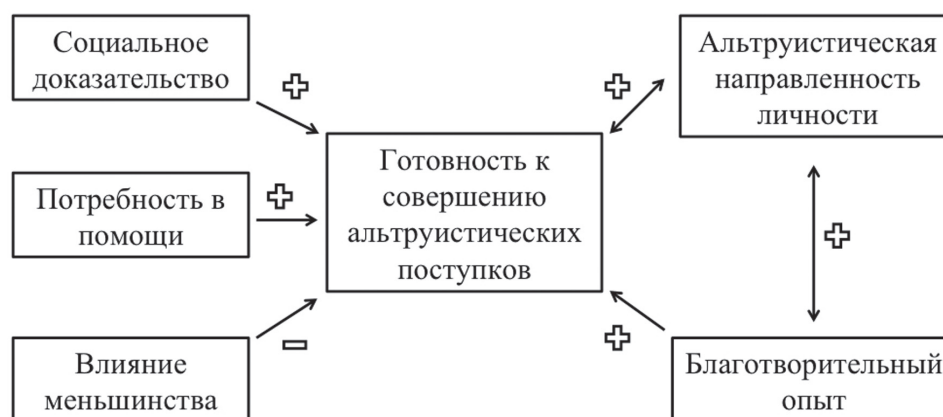 Социальное
доказательство
Альтруистическая
направленность
личности
Готовность к
совершению
альтруистических
поступков
Потребность в
помощи
Влияние
меньшинства
Благотворительный
опыт